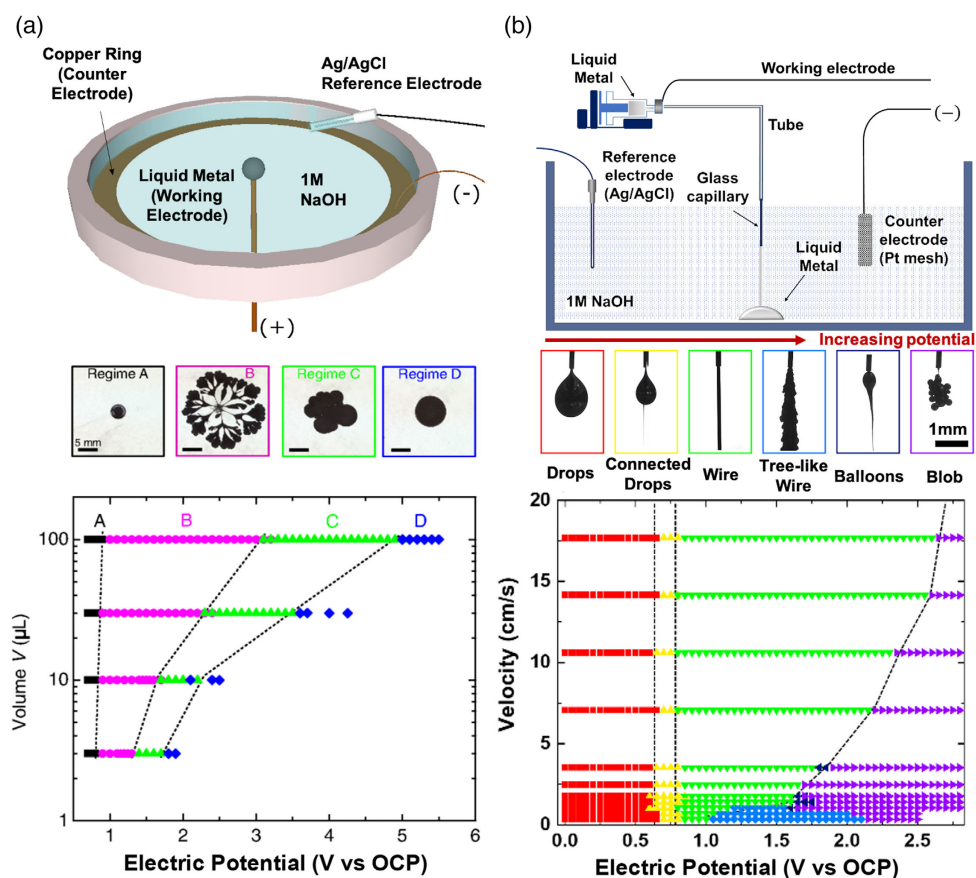 (a)
Copper Ring
(Counter
Electrode)
Ag/AgCl
Reference Electrode
Liquid Metal
(Working
Electrode)
1M
NaOH
(-)
(+)
Regime A
5 mm
B
Regime C
Regime D
A
B
C
D
Volume V (µL)
100
10
1
1
2
3
4
5
6
Electric Potential (V vs OCP)
(b)
Liquid
Metal
Working electrode
Tube
(−)
Reference
electrode
(Ag/AgCl)
Glass
capillary
Counter
electrode
(Pt mesh)
Liquid
Metal
1M NaOH
Increasing potential
1mm
Drops
Connected
Drops
Wire
Tree-like
Wire
Balloons
Blob
Velocity (cm/s)
20
15
10
5
0
0.0
0.5
1.0
1.5
2.0
2.5
Electric Potential (V vs OCP)